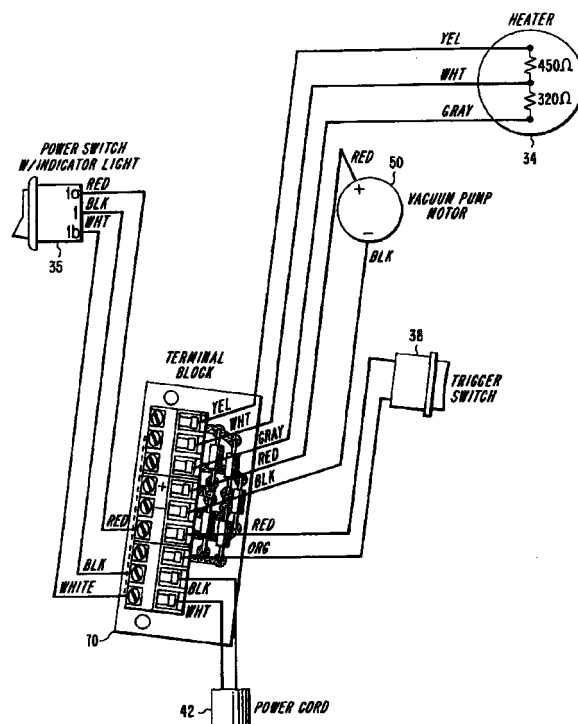 HEATER
YEL
450Ω
WHT
320Ω
GRAY
34
POWER SWITCH
W/INDICATOR LIGHT
RED
1a
BLK
1
WHT
1b
35
RED
50
+
VACUUM PUMP
MOTOR
−
BLK
38
TRIGGER
SWITCH
TERMINAL
BLOCK
YEL
WHT
GRAY
RED
BLK
+
−
RED
RED
ORG
BLK
BLK
WHITE
WHT
70
42
POWER CORD